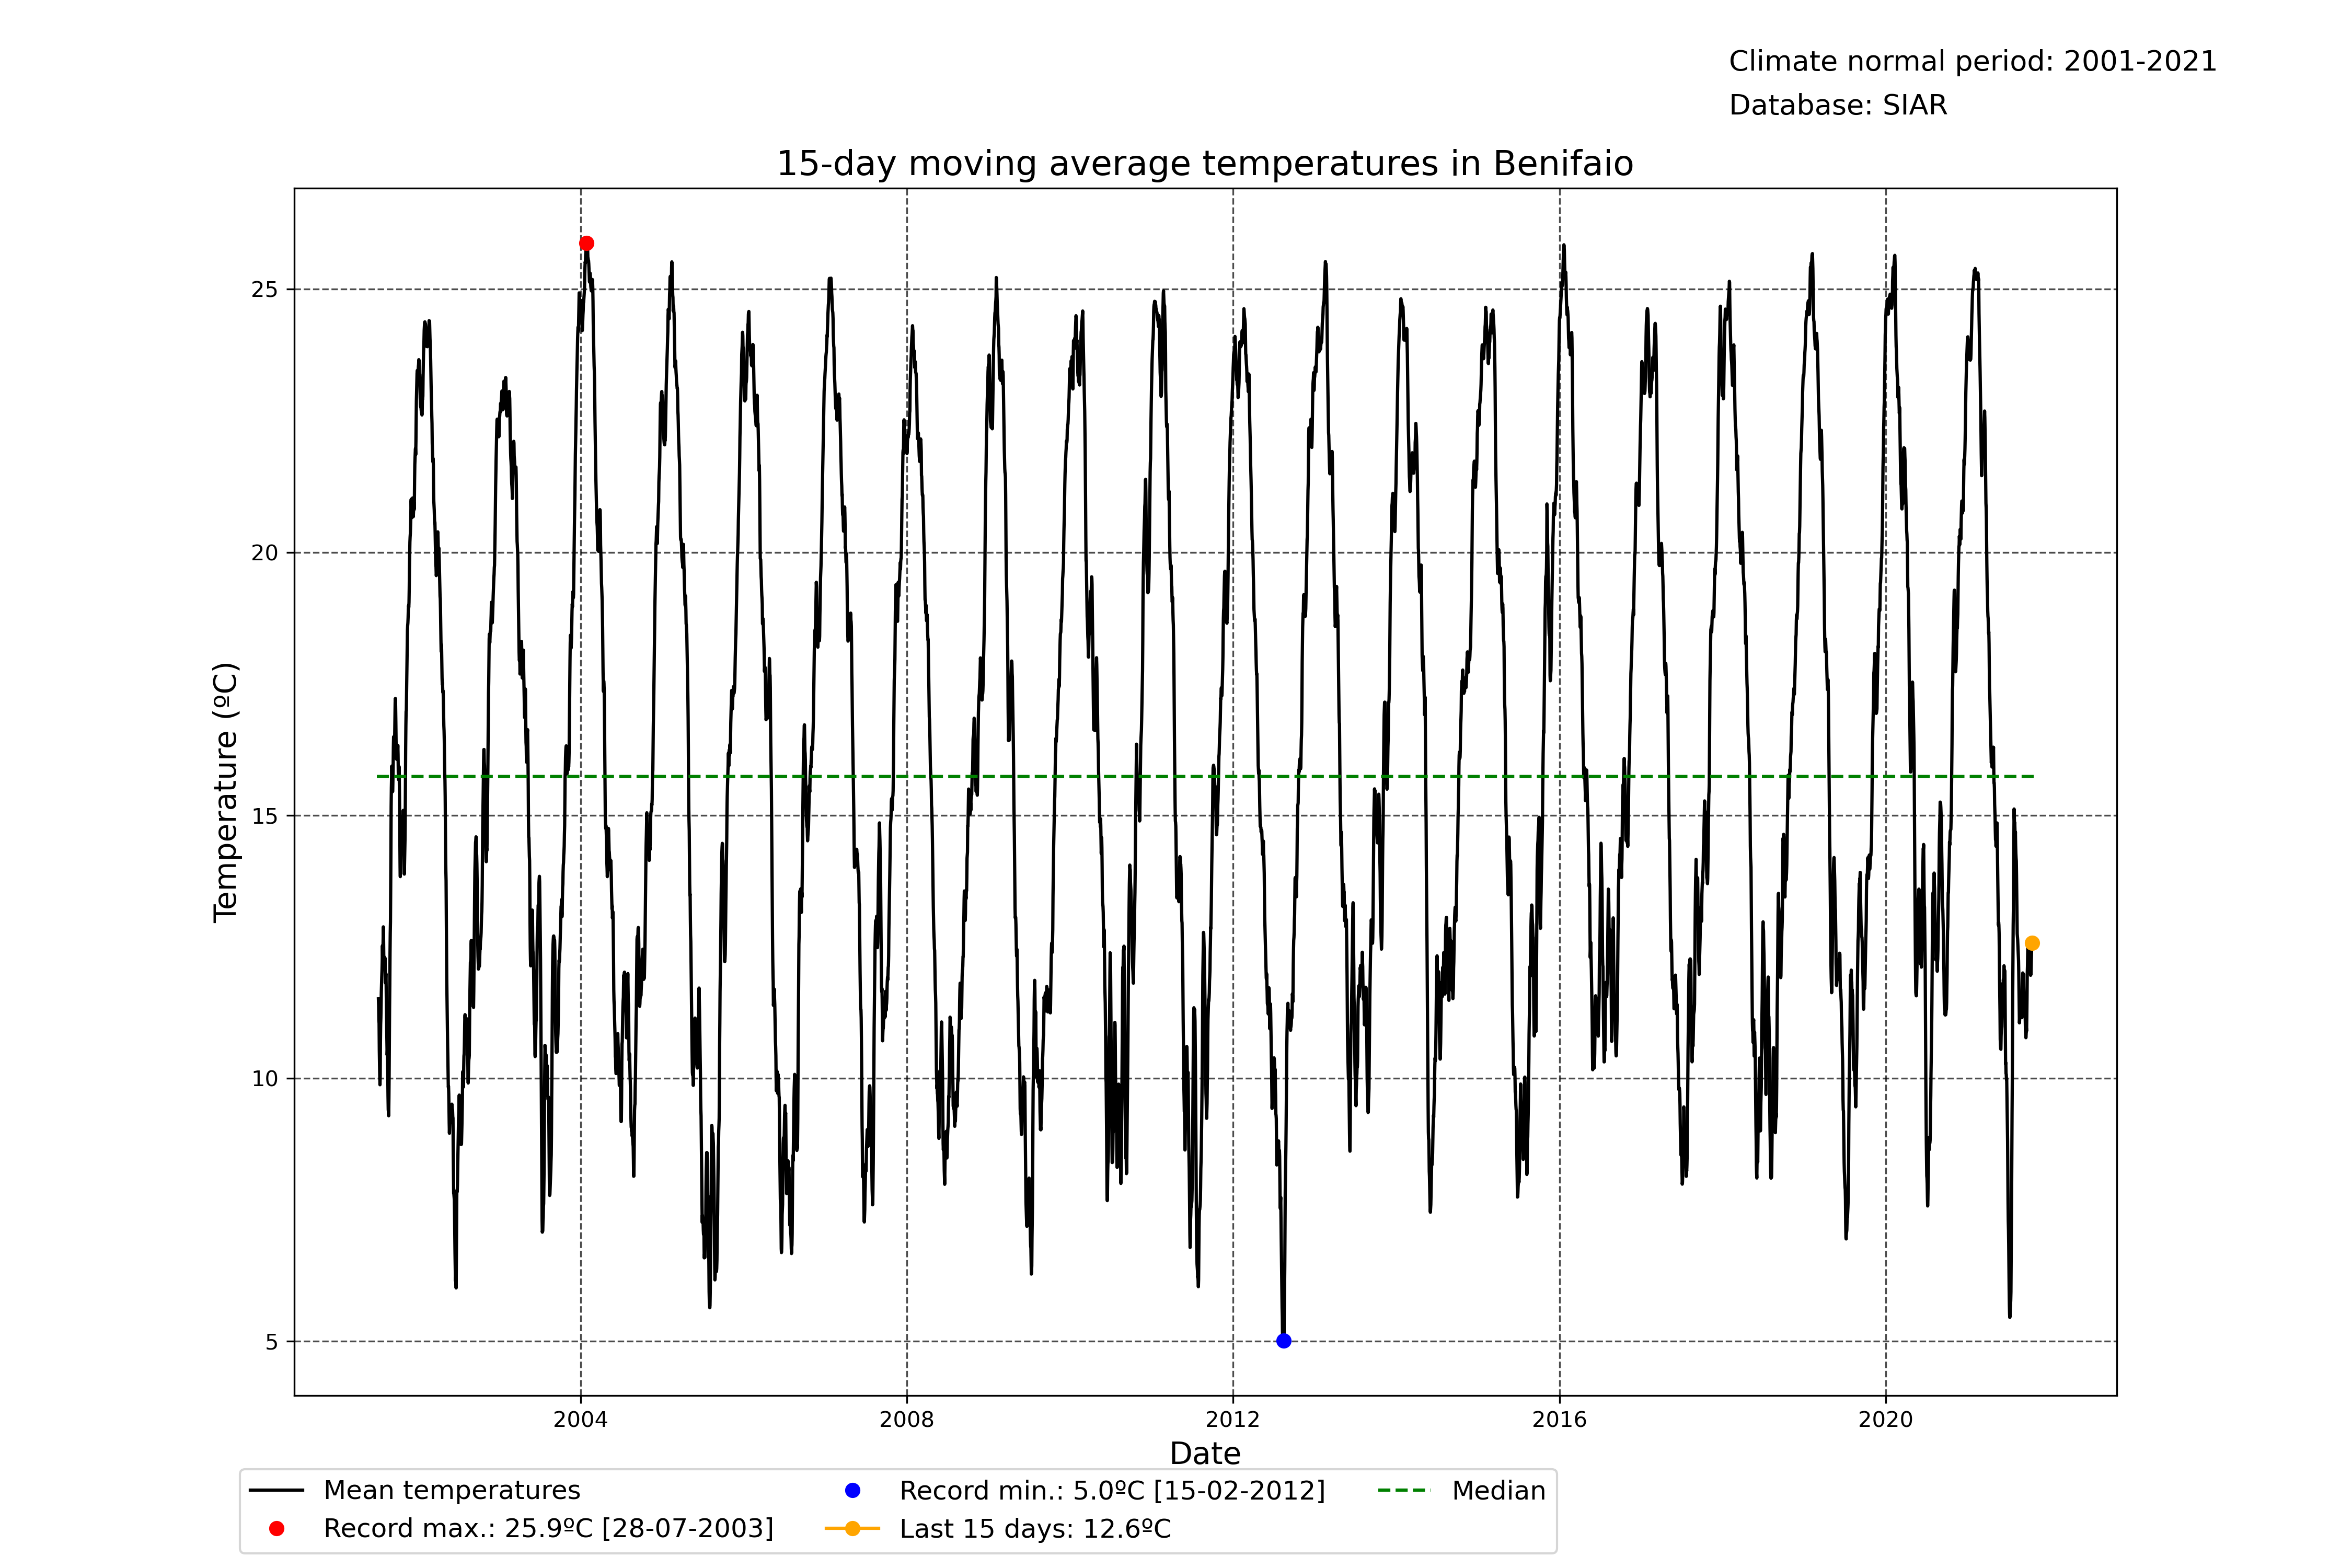 Climate normal period: 2001-2021
Database: SIAR
15-day moving average temperatures in Benifaio
Temperature (ºC)
25
20
15
10
5
2004
2008
2012
2016
2020
Date
Mean temperatures
Record max.: 25.9ºC [28-07-2003]
Record min.: 5.0ºC [15-02-2012]
Last 15 days: 12.6ºC
Median